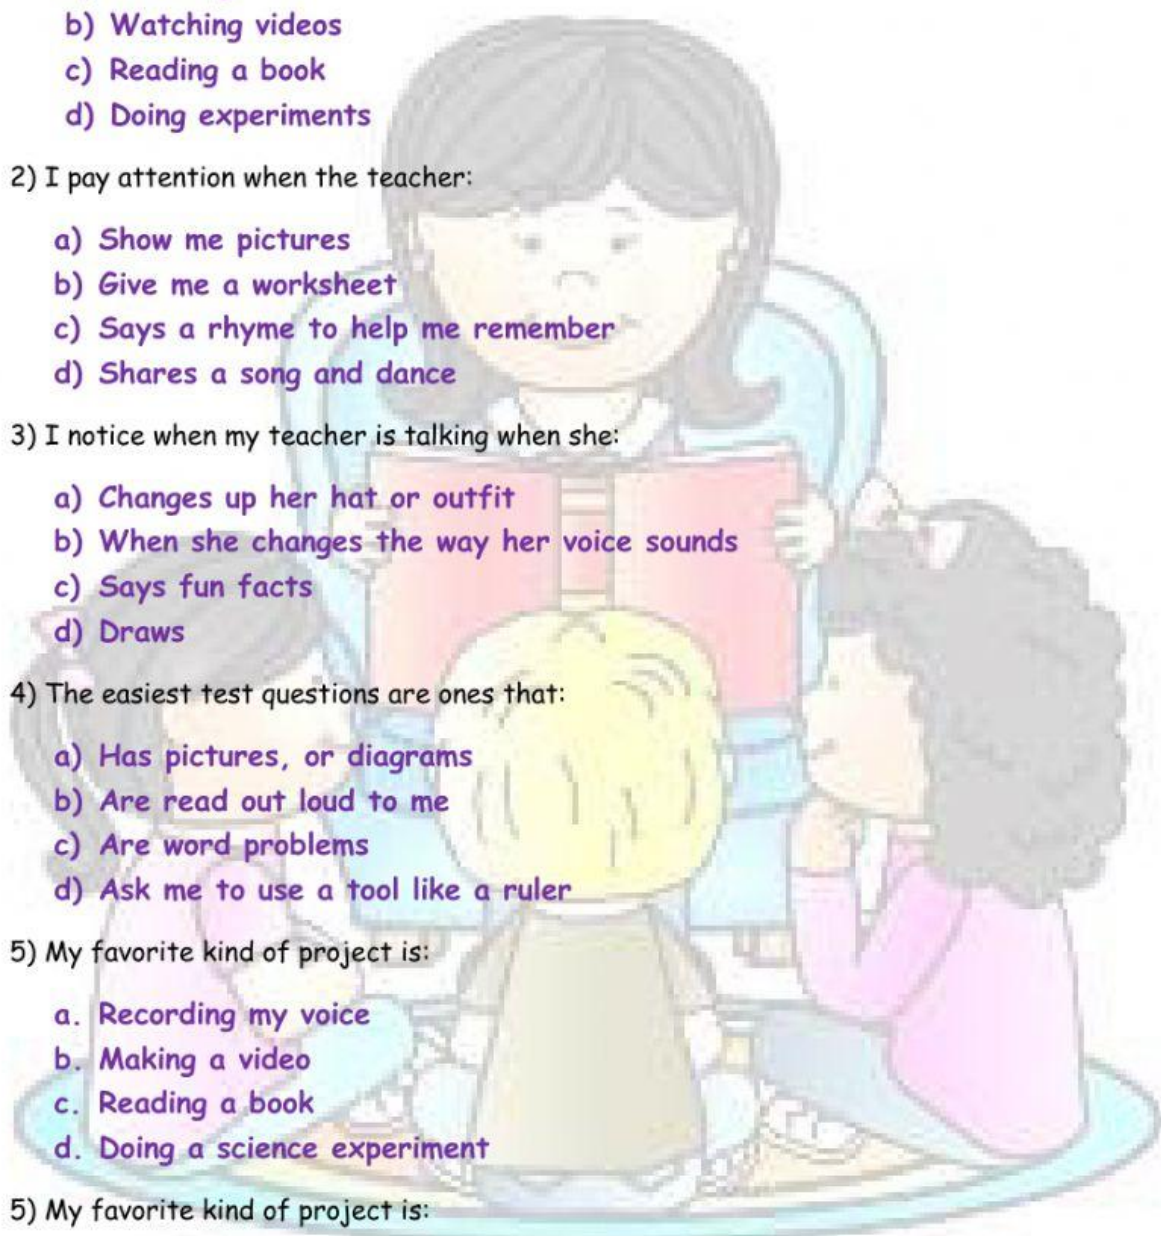 b) Watching videos
c) Reading a book
d) Doing experiments
2) I pay attention when the teacher:
a) Show me pictures
b) Give me a worksheet
c) Says a rhyme to help me remember
d) Shares a song and dance
3) I notice when my teacher is talking when she:
a) Changes up her hat or outfit
b) When she changes the way her voice sounds
c) Says fun facts
d) Draws
4) The easiest test questions are ones that:
a) Has pictures, or diagrams
b) Are read out loud to me
c) Are word problems
d) Ask me to use a tool like a ruler
5) My favorite kind of project is:
a. Recording my voice
b. Making a video
c. Reading a book
d. Doing a science experiment
5) My favorite kind of project is: